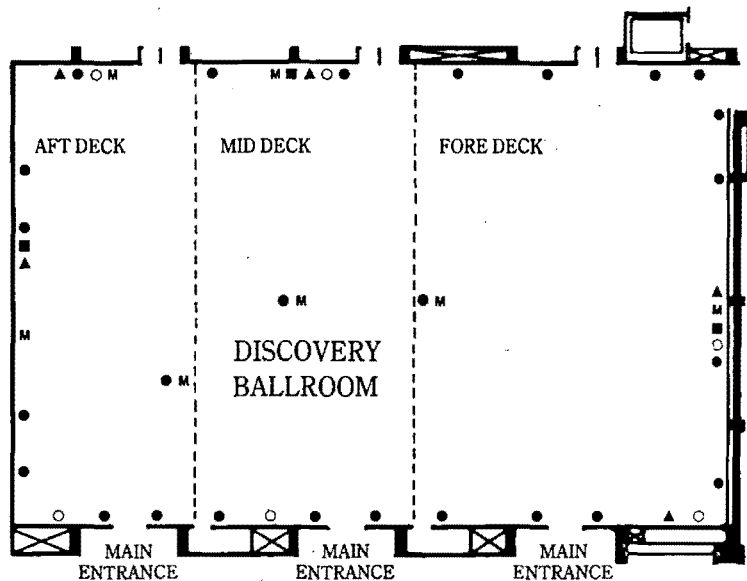 M M
AFT DECK MID DECK FORE DECK
M
M M
M
DISCOVERY
M BALLROOM
MAIN
ENTRANCE
MAIN
ENTRANCE
MAIN
ENTRANCE